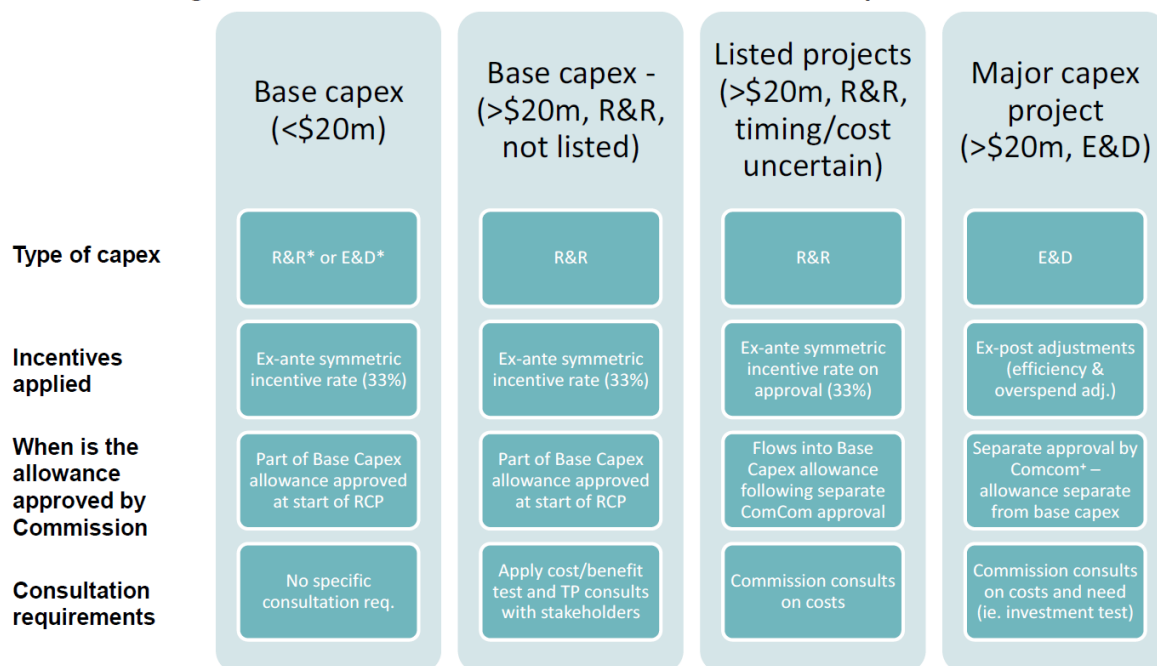 Base capex
(<$20m)
Base capex -
(>$20m, R&R,
not listed)
Listed projects
(>$20m, R&R,
timing/cost
uncertain)
Major capex
project
(>$20m, E&D)
Type of capex
R&R* or E&D*
R&R
R&R
E&D
Incentives
applied
Ex-ante symmetric
incentive rate (33%)
Ex-ante symmetric
incentive rate (33%)
Ex-ante symmetric
incentive rate on
approval (33%)
Ex-post adjustments
(efficiency &
overspend adj.)
When is the
allowance
approved by
Commission
Part of Base Capex
allowance approved
at start of RCP
Part of Base Capex
allowance approved
at start of RCP
Flows into Base
Capex allowance
following separate
ComCom approval
Separate approval by
Comcom⁺ –
allowance separate
from base capex
Consultation
requirements
No specific
consultation req.
Apply cost/benefit
test and TP consults
with stakeholders
Commission consults
on costs
Commission consults
on costs and need
(ie. investment test)